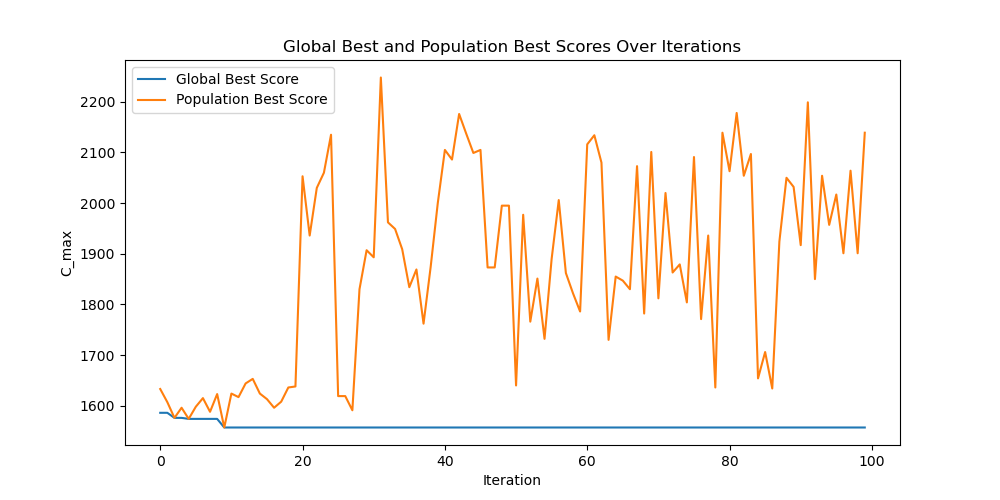 Global Best and Population Best Scores Over Iterations
Global Best Score
Population Best Score
C_max
2200
2100
2000
1900
1800
1700
1600
0 20 40 60 80 100
Iteration